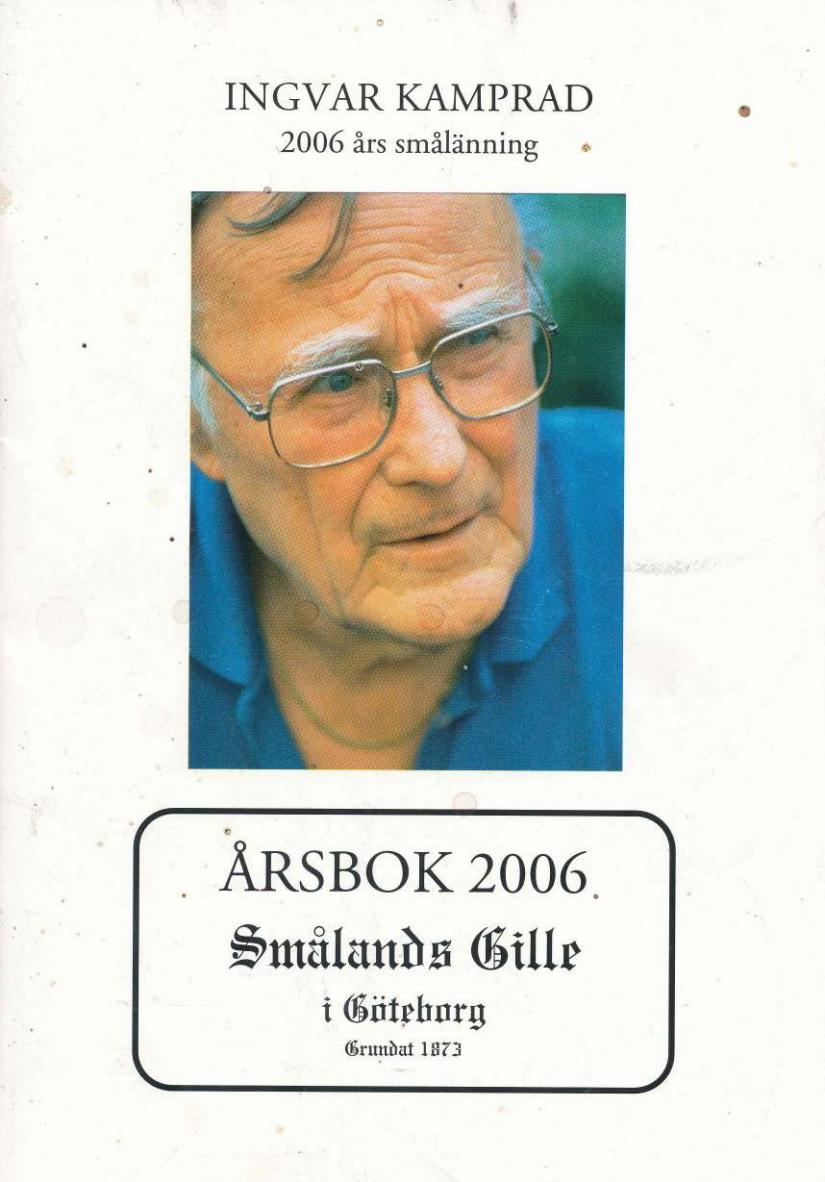 INGVAR KAMPRAD
2006 års smålänning
ÅRSBOK 2006
Smålands Gille
i Göteborg
Grundat 1873